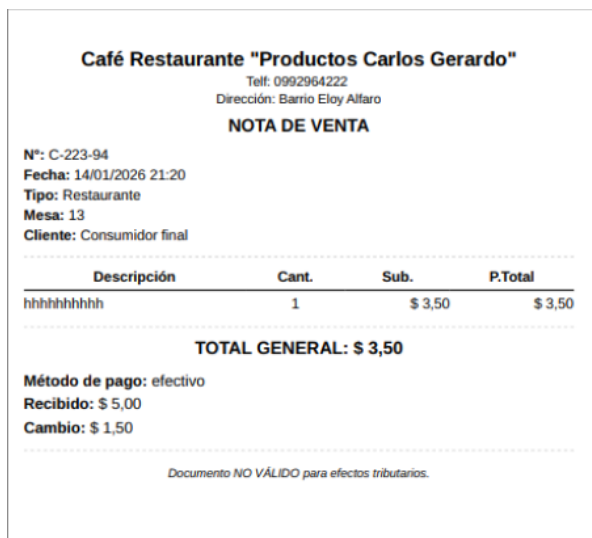 Café Restaurante "Productos Carlos Gerardo"
Telf: 0992964222
Dirección: Barrio Eloy Alfaro
NOTA DE VENTA
N°: C-223-94
Fecha: 14/01/2026 21:20
Tipo: Restaurante
Mesa: 13
Cliente: Consumidor final
Descripción Cant. Sub. P.Total
hhhhhhhhhh 1 $ 3,50 $ 3,50
TOTAL GENERAL: $ 3,50
Método de pago: efectivo
Recibido: $ 5,00
Cambio: $ 1,50
Documento NO VÁLIDO para efectos tributarios.